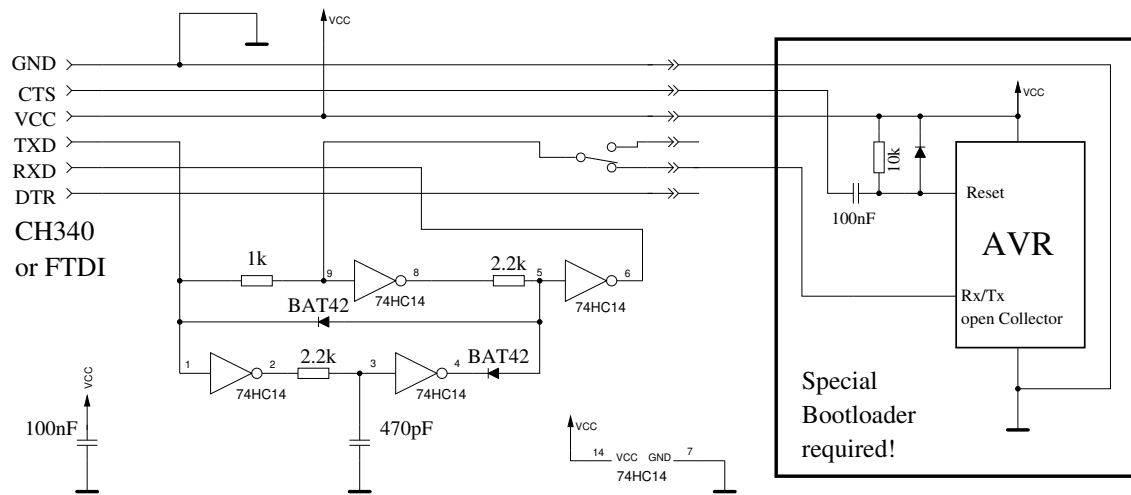 VCC
GND
CTS
VCC
TXD
RXD
DTR
CH340
or FTDI
VCC
10k
100nF
Reset
AVR
Rx/Tx
open Collector
1k
9
8
74HC14
2.2k
5
6
74HC14
BAT42
1
2
74HC14
2.2k
3
4
74HC14
BAT42
VCC
100nF
470pF
VCC
14
VCC
GND
7
74HC14
Special
Bootloader
required!